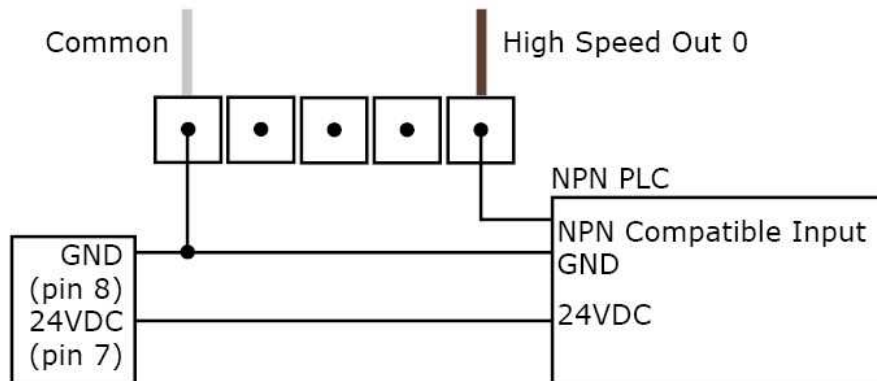 Common
High Speed Out 0
NPN PLC
NPN Compatible Input
GND
24VDC
GND
(pin 8)
24VDC
(pin 7)